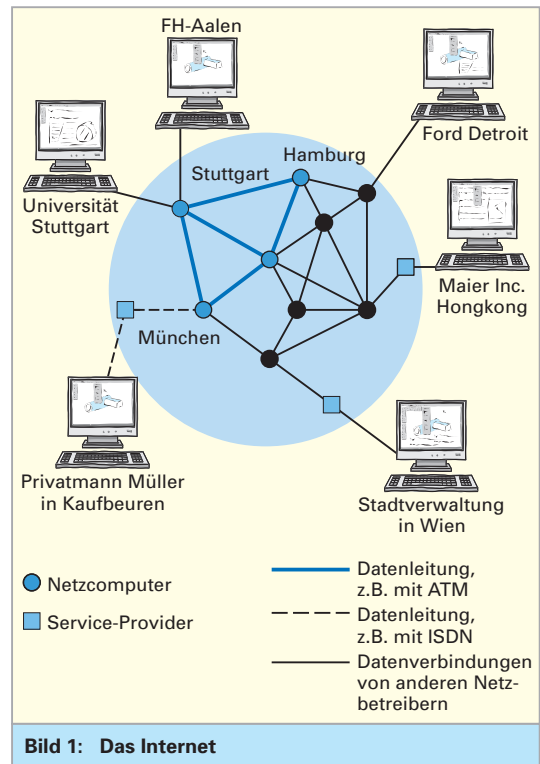 FH-Aalen
Ford Detroit
Hamburg
Stuttgart
Universität
Stuttgart
Maier Inc.
Hongkong
München
Privatmann Müller
in Kaufbeuren
Stadtverwaltung
in Wien
Netzcomputer
Service-Provider
Datenleitung,
z.B. mit ATM
Datenleitung,
z.B. mit ISDN
Datenverbindungen
von anderen Netz-
betreibern
Bild 1: Das Internet